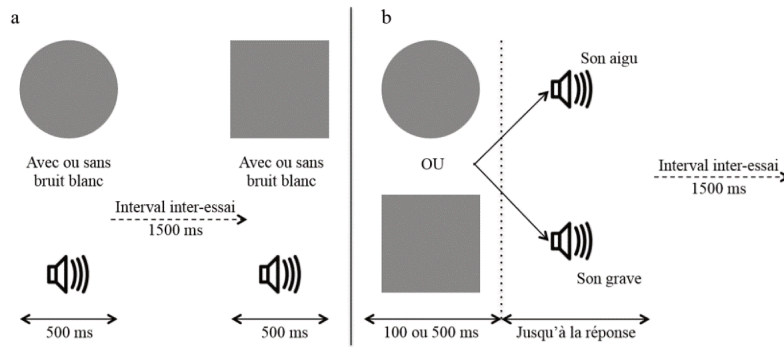 a
Avec ou sans
bruit blanc
Avec ou sans
bruit blanc
Interval inter-essai
1500 ms
500 ms
500 ms
b
Son aigu
OU
Son grave
100 ou 500 ms
Jusqu'à la réponse
Interval inter-essai
1500 ms